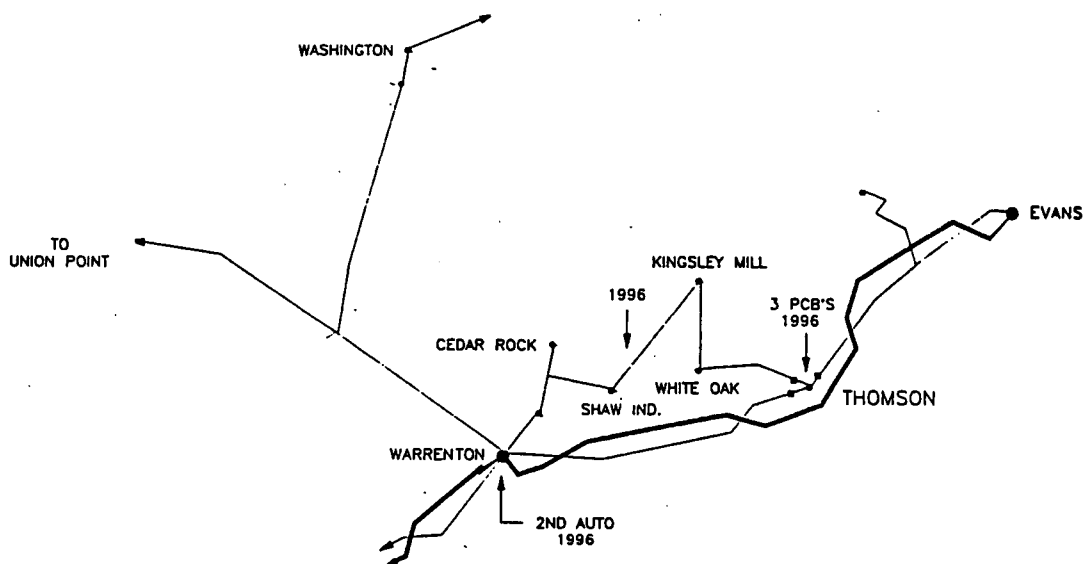 WASHINGTON
EVANS
TO
UNION POINT
KINGSLEY MILL
1996
3 PCB'S
1996
CEDAR ROCK
WHITE OAK
SHAW IND.
THOMSON
WARRENTON
2ND AUTO
1996